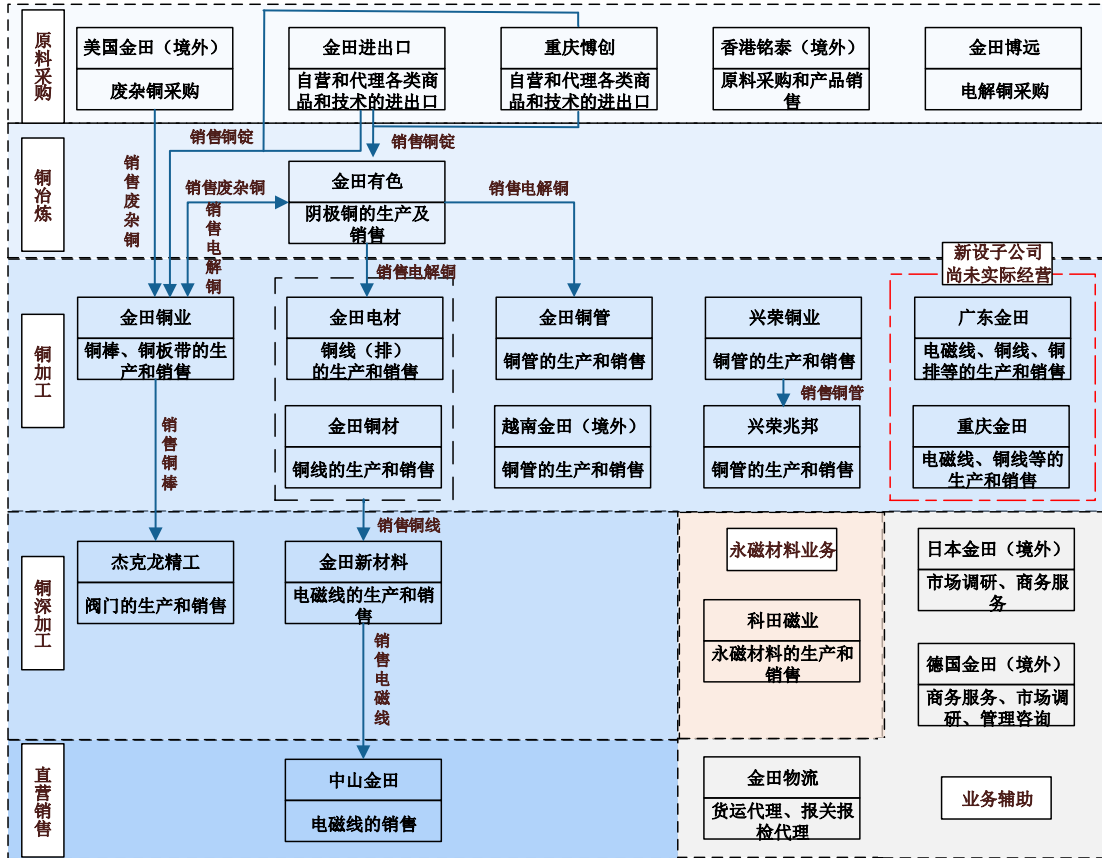 原料采购
美国金田（境外）
废杂铜采购
金田进出口
自营和代理各类商
品和技术的进出口
重庆博创
自营和代理各类商
品和技术的进出口
香港铭泰（境外）
原料采购和产品销
售
金田博远
电解铜采购
铜冶炼
销售废杂铜
销售铜锭
销售铜锭
销售废杂铜
销售电解铜
金田有色
阴极铜的生产及
销售
销售电解铜
销售电解铜
新设子公司
尚未实际经营
铜加工
金田铜业
铜棒、铜板带的生
产和销售
金田电材
铜线（排）
的生产和销售
金田铜管
铜管的生产和销售
兴荣铜业
铜管的生产和销售
广东金田
电磁线、铜线、铜
排等的生产和销售
销售铜管
销售铜棒
金田铜材
铜线的生产和销售
越南金田（境外）
铜管的生产和销售
兴荣兆邦
铜管的生产和销售
重庆金田
电磁线、铜线等的
生产和销售
铜深加工
销售铜线
杰克龙精工
阀门的生产和销售
金田新材料
电磁线的生产和销
售
销售电磁线
永磁材料业务
科田磁业
永磁材料的生产和
销售
日本金田（境外）
市场调研、商务服
务
德国金田（境外）
商务服务、市场调
研、管理咨询
直营销售
中山金田
电磁线的销售
金田物流
货运代理、报关报
检代理
业务辅助